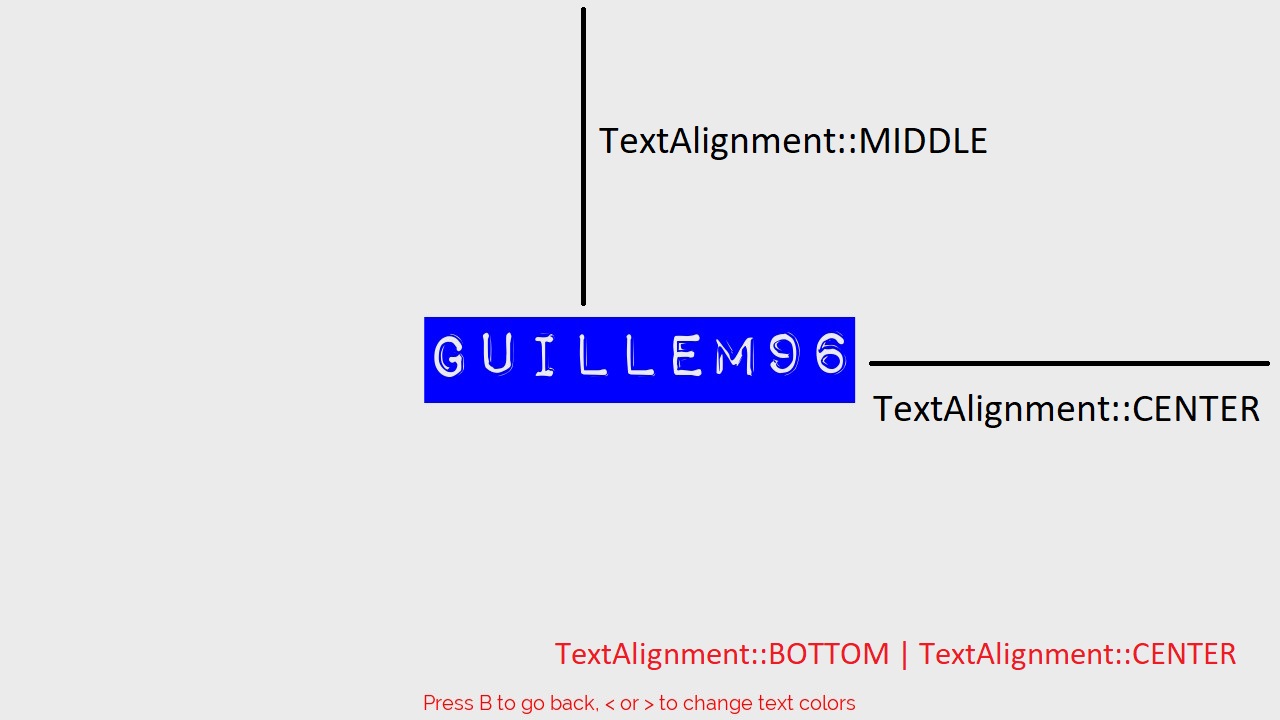 TextAlignment::MIDDLE
GUILLEM96
TextAlignment::CENTER
TextAlignment::BOTTOM | TextAlignment::CENTER
Press B to go back, < or > to change text colors